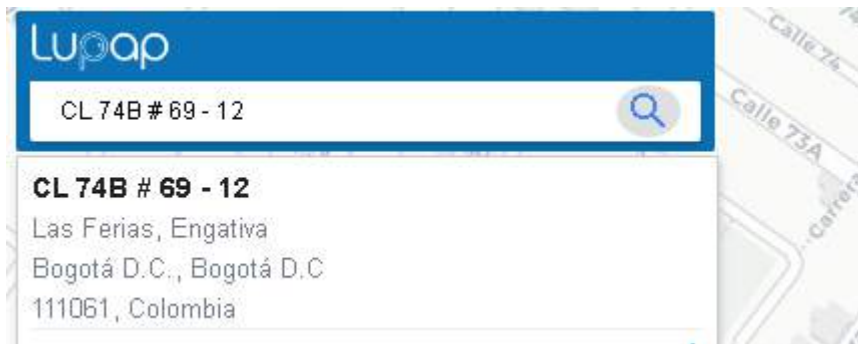 Lupap
CL 74B # 69 - 12
CL 74B # 69 - 12
Las Ferias, Engativa
Bogotá D.C., Bogotá D.C
111061, Colombia
Calle 74
Calle 73A